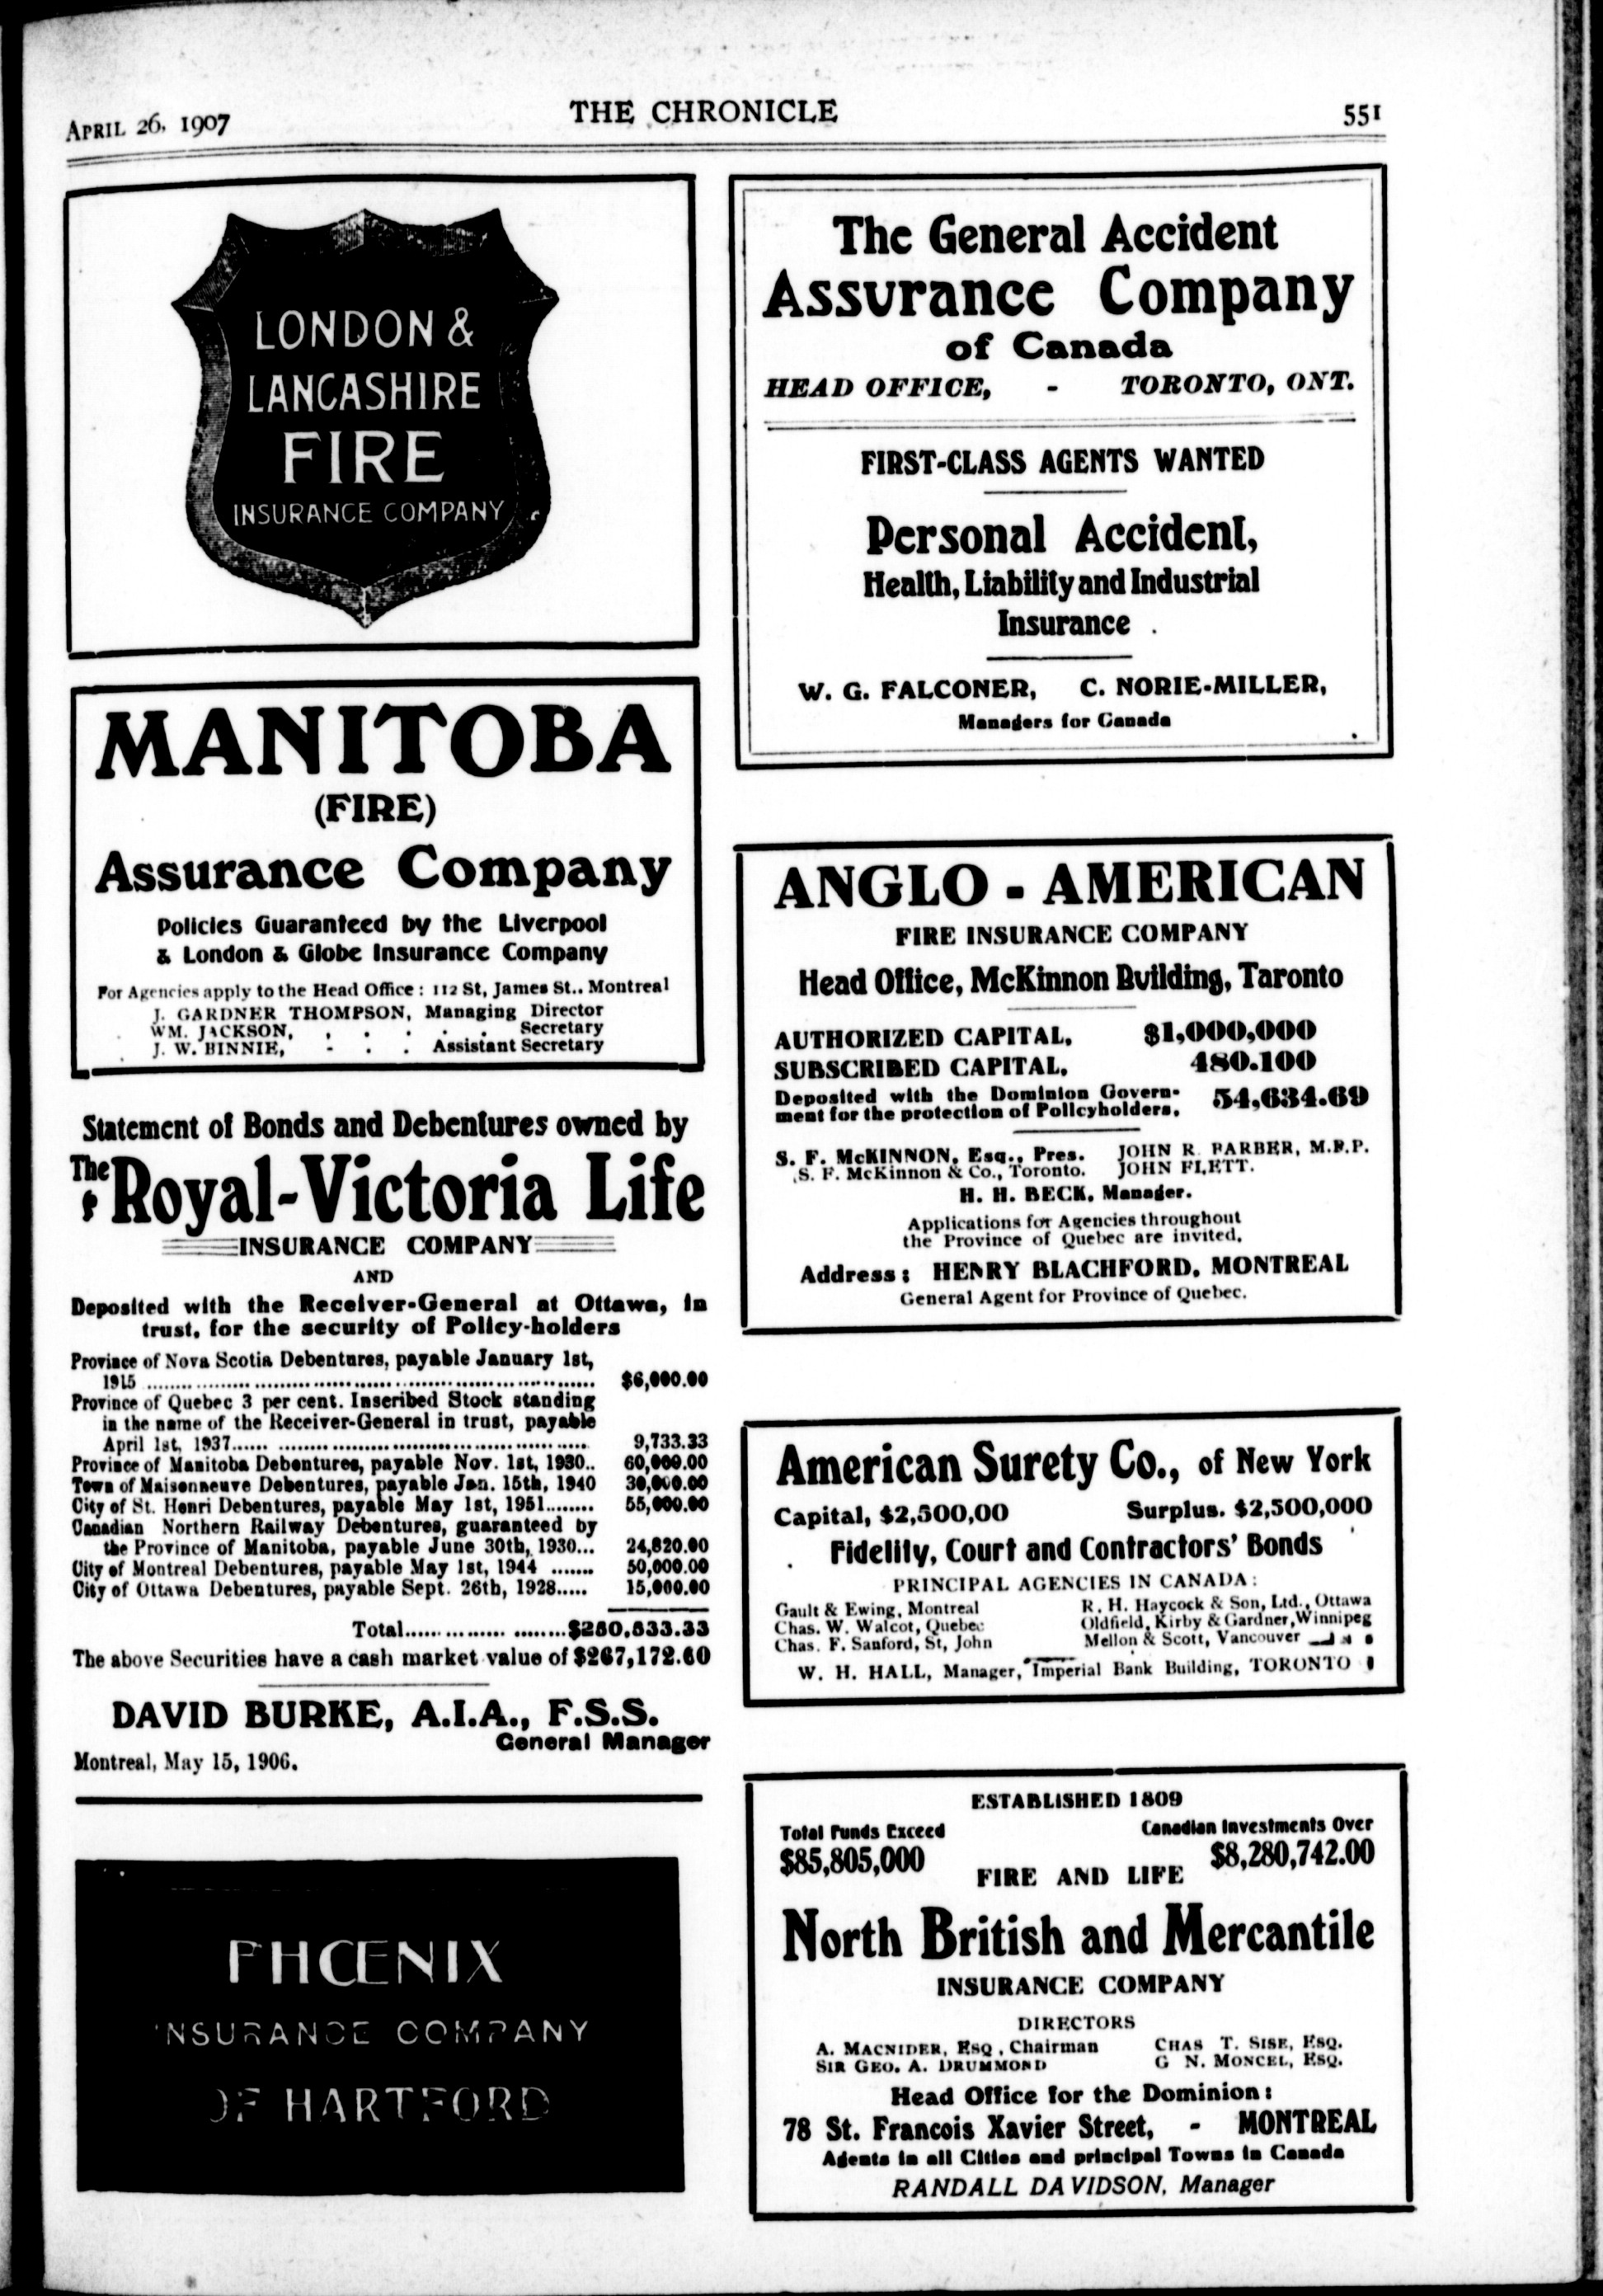 APRIL 26, 1907
THE CHRONICLE
551
LONDON &
LANCASHIRE
FIRE
INSURANCE COMPANY
MANITOBA
(FIRE)
Assurance Company
Policies Guaranteed by the Liverpool
& London & Globe Insurance Company
For Agencies apply to the Head Office : 112 St, James St.. Montreal
J. GARDNER THOMPSON, Managing Director
WM. JACKSON, . . . . . Secretary
J. W. BINNIE, - . . Assistant Secretary
Statement of Bonds and Debentures owned by
The Royal-Victoria Life
INSURANCE COMPANY
AND
Deposited with the Receiver-General at Ottawa, in
trust, for the security of Policy-holders
Province of Nova Scotia Debentures, payable January 1st,
1915 ........ $6,000.00
Province of Quebec 3 per cent. Inscribed Stock standing
in the name of the Receiver-General in trust, payable
April 1st, 1937........ 9,733.33
Province of Manitoba Debentures, payable Nov. 1st, 1930.. 60,000.00
Town of Maisonneuve Debentures, payable Jan. 15th, 1940 30,000.00
City of St. Henri Debentures, payable May 1st, 1951........ 55,000.00
Canadian Northern Railway Debentures, guaranteed by
the Province of Manitoba, payable June 30th, 1930... 24,820.00
City of Montreal Debentures, payable May 1st, 1944 ....... 50,000.00
City of Ottawa Debentures, payable Sept. 26th, 1928..... 15,000.00
Total........ $250,533.33
The above Securities have a cash market value of $267,172.60
DAVID BURKE, A.I.A., F.S.S.
General Manager
Montreal, May 15, 1906.
PHŒNIX
INSURANCE COMPANY
OF HARTFORD
The General Accident
Assurance Company
of Canada
HEAD OFFICE, - TORONTO, ONT.
FIRST-CLASS AGENTS WANTED
Personal Accident,
Health, Liability and Industrial
Insurance .
W. G. FALCONER, C. NORIE-MILLER,
Managers for Canada
ANGLO - AMERICAN
FIRE INSURANCE COMPANY
Head Office, McKinnon Building, Taronto
AUTHORIZED CAPITAL, $1,000,000
SUBSCRIBED CAPITAL, 480.100
Deposited with the Dominion Govern-
ment for the protection of Policyholders, 54,634.69
S. F. McKINNON, Esq., Pres. JOHN R. BARBER, M.P.P.
S. F. McKinnon & Co., Toronto. JOHN FLETT.
H. H. BECK, Manager.
Applications for Agencies throughout
the Province of Quebec are invited.
Address : HENRY BLACHFORD, MONTREAL
General Agent for Province of Quebec.
American Surety Co., of New York
Capital, $2,500,00 Surplus. $2,500,000
Fidelity, Court and Contractors' Bonds
PRINCIPAL AGENCIES IN CANADA :
Gault & Ewing, Montreal R. H. Haycock & Son, Ltd., Ottawa
Chas. W. Walcot, Quebec Oldfield, Kirby & Gardner, Winnipeg
Chas. F. Sanford, St, John Mellon & Scott, Vancouver
W. H. HALL, Manager, Imperial Bank Building, TORONTO
ESTABLISHED 1809
Total Funds Exceed Canadian Investments Over
$85,805,000 FIRE AND LIFE $8,280,742.00
North British and Mercantile
INSURANCE COMPANY
DIRECTORS
A. MACNIDER, ESQ, Chairman CHAS T. SISE, ESQ.
SIR GEO. A. DRUMMOND G N. MONCEL, ESQ.
Head Office for the Dominion :
78 St. Francois Xavier Street, - MONTREAL
Agents in all Cities and principal Towns in Canada
RANDALL DAVIDSON, Manager